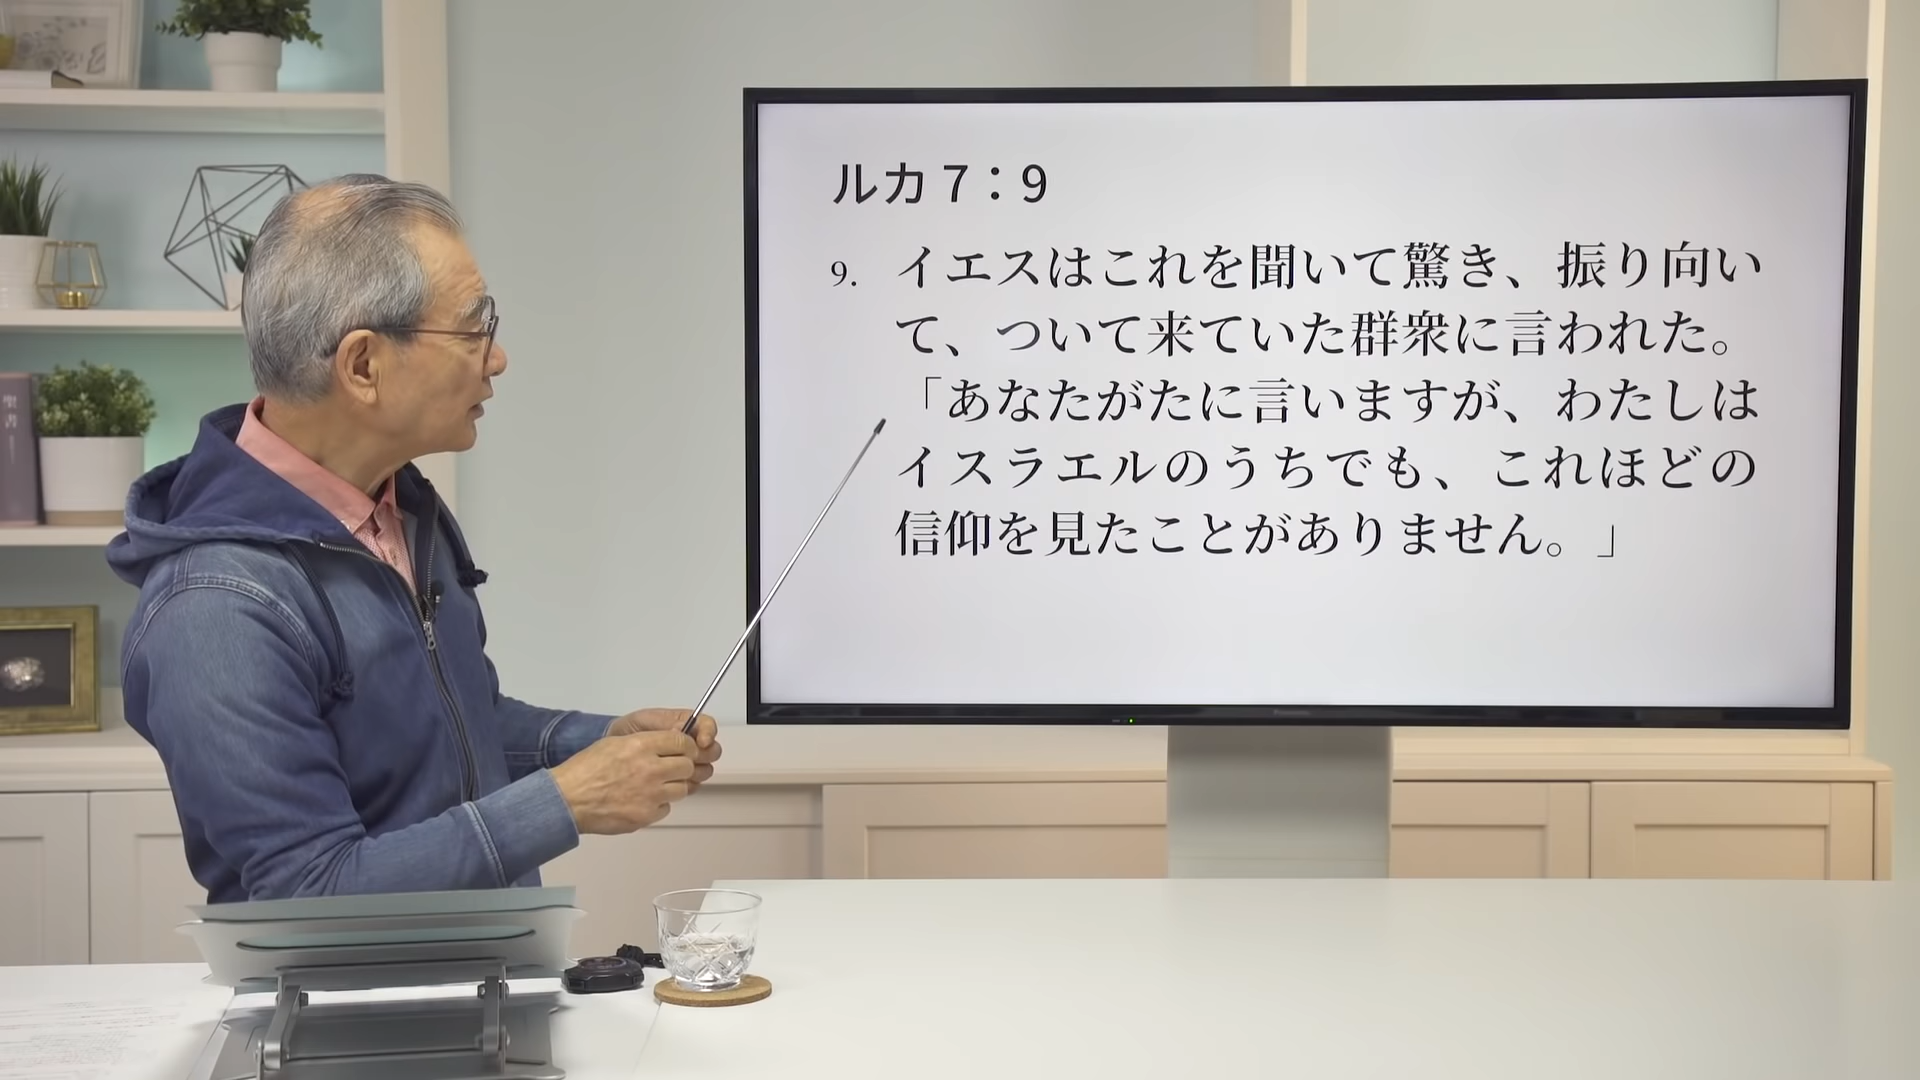 ルカ 7：9
9. イエスはこれを聞いて驚き、振り向い
て、ついて来ていた群衆に言われた。
「あなたがたに言いますが、わたしは
イスラエルのうちでも、これほどの
信仰を見たことがありません。」
聖書